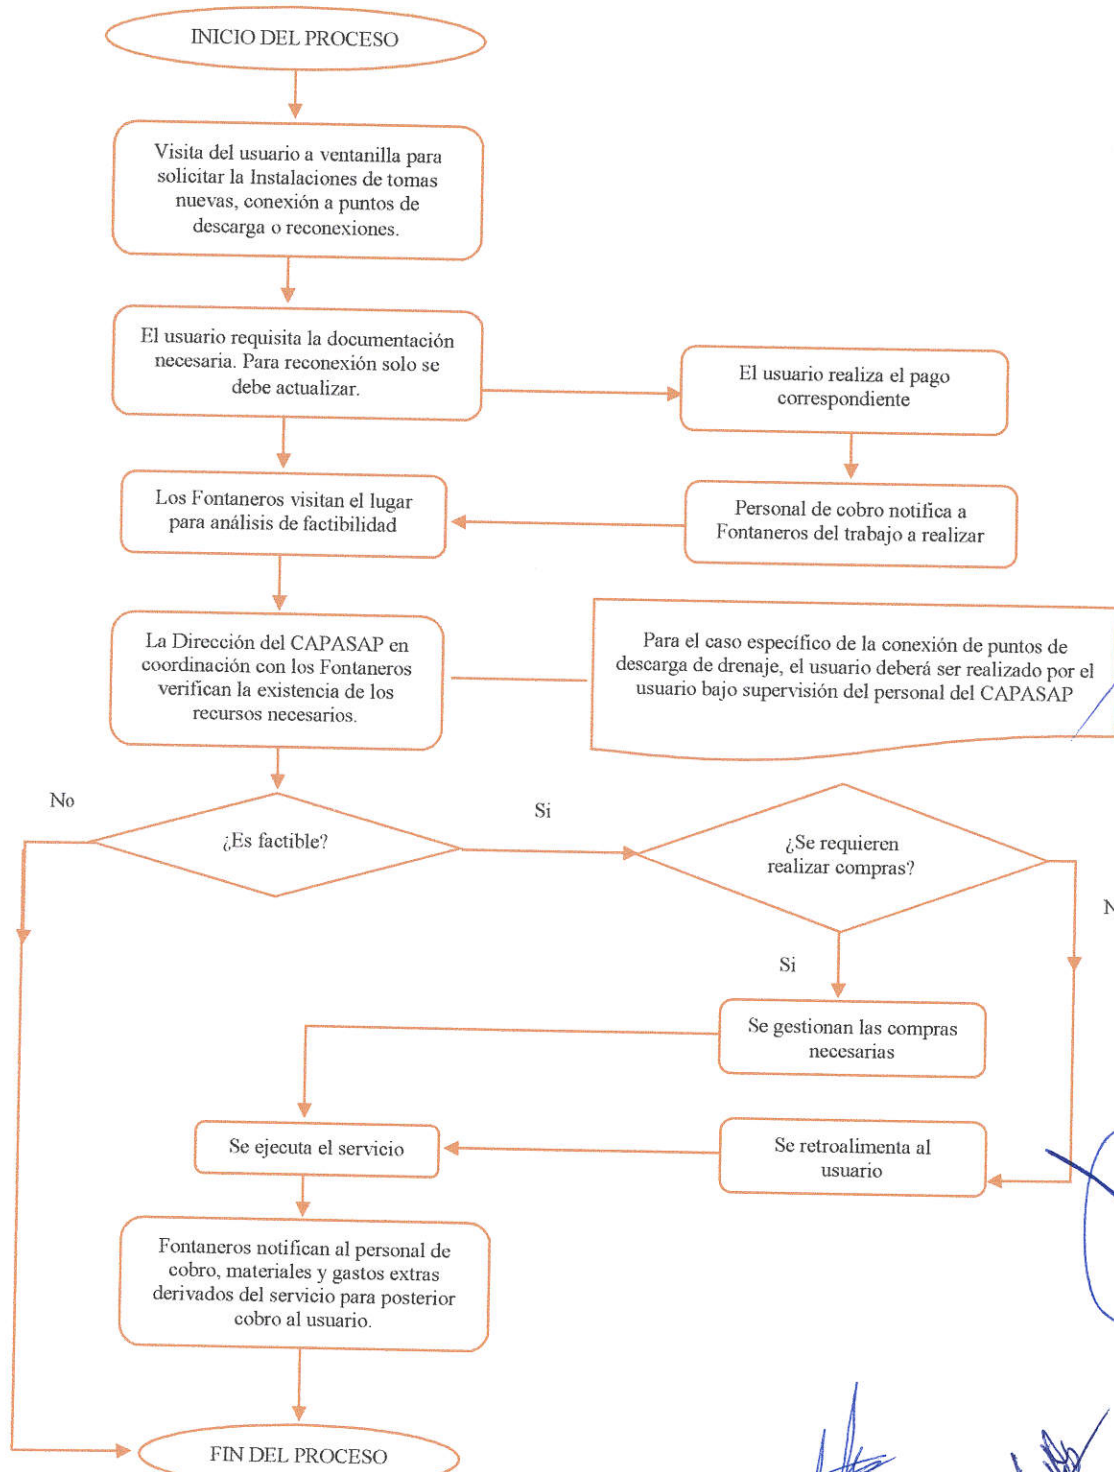 INICIO DEL PROCESO
Visita del usuario a ventanilla para
solicitar la Instalaciones de tomas
nuevas, conexión a puntos de
descarga o reconexiones.
El usuario requisita la documentación
necesaria. Para reconexión solo se
debe actualizar.
El usuario realiza el pago
correspondiente
Los Fontaneros visitan el lugar
para análisis de factibilidad
Personal de cobro notifica a
Fontaneros del trabajo a realizar
La Dirección del CAPASAP en
coordinación con los Fontaneros
verifican la existencia de los
recursos necesarios.
Para el caso específico de la conexión de puntos de
descarga de drenaje, el usuario deberá ser realizado por el
usuario bajo supervisión del personal del CAPASAP
No
¿Es factible?
Si
¿Se requieren
realizar compras?
N
Si
Se gestionan las compras
necesarias
Se ejecuta el servicio
Se retroalimenta al
usuario
Fontaneros notifican al personal de
cobro, materiales y gastos extras
derivados del servicio para posterior
cobro al usuario.
FIN DEL PROCESO